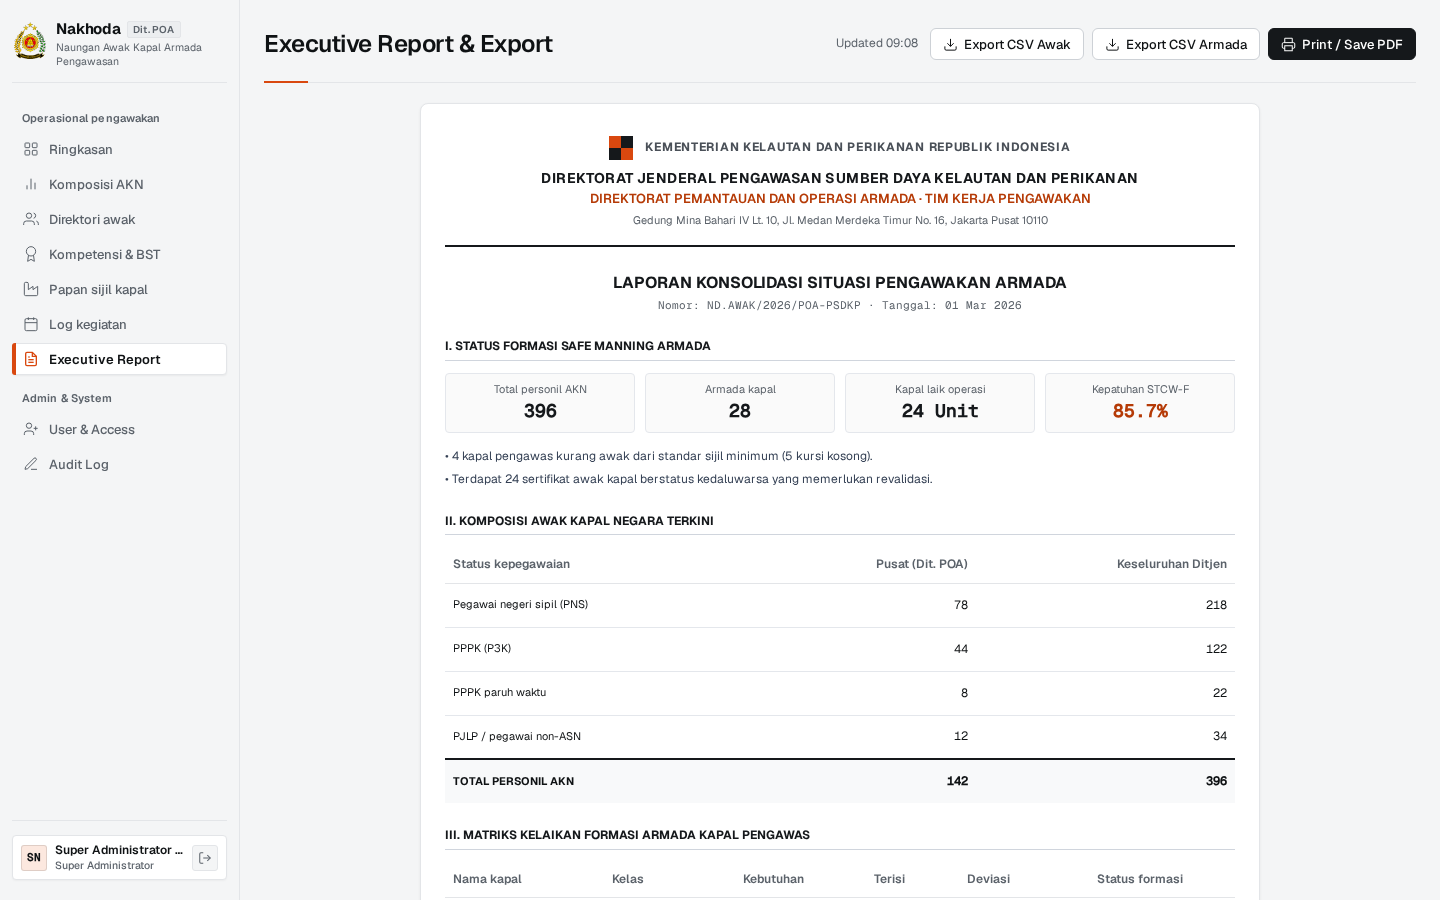 Nakhoda Dit. POA
Naungan Awak Kapal Armada
Pengawasan
Operasional pengawakan
Ringkasan
Komposisi AKN
Direktori awak
Kompetensi & BST
Papan sijil kapal
Log kegiatan
Executive Report
Admin & System
User & Access
Audit Log
SN
Super Administrator ...
Super Administrator
Executive Report & Export
Updated 09:08
Export CSV Awak
Export CSV Armada
Print / Save PDF
KEMENTERIAN KELAUTAN DAN PERIKANAN REPUBLIK INDONESIA
DIREKTORAT JENDERAL PENGAWASAN SUMBER DAYA KELAUTAN DAN PERIKANAN
DIREKTORAT PEMANTAUAN DAN OPERASI ARMADA · TIM KERJA PENGAWAKAN
Gedung Mina Bahari IV Lt. 10, Jl. Medan Merdeka Timur No. 16, Jakarta Pusat 10110
LAPORAN KONSOLIDASI SITUASI PENGAWAKAN ARMADA
Nomor: ND.AWAK/2026/POA-PSDKP · Tanggal: 01 Mar 2026
I. STATUS FORMASI SAFE MANNING ARMADA
Total personil AKN
396
Armada kapal
28
Kapal laik operasi
24 Unit
Kepatuhan STCW-F
85.7%
• 4 kapal pengawas kurang awak dari standar sijil minimum (5 kursi kosong).
• Terdapat 24 sertifikat awak kapal berstatus kedaluwarsa yang memerlukan revalidasi.
II. KOMPOSISI AWAK KAPAL NEGARA TERKINI
Status kepegawaian Pusat (Dit. POA) Keseluruhan Ditjen
Pegawai negeri sipil (PNS) 78 218
PPPK (P3K) 44 122
PPPK paruh waktu 8 22
PJLP / pegawai non-ASN 12 34
TOTAL PERSONIL AKN 142 396
III. MATRIKS KELAIKAN FORMASI ARMADA KAPAL PENGAWAS
Nama kapal Kelas Kebutuhan Terisi Deviasi Status formasi